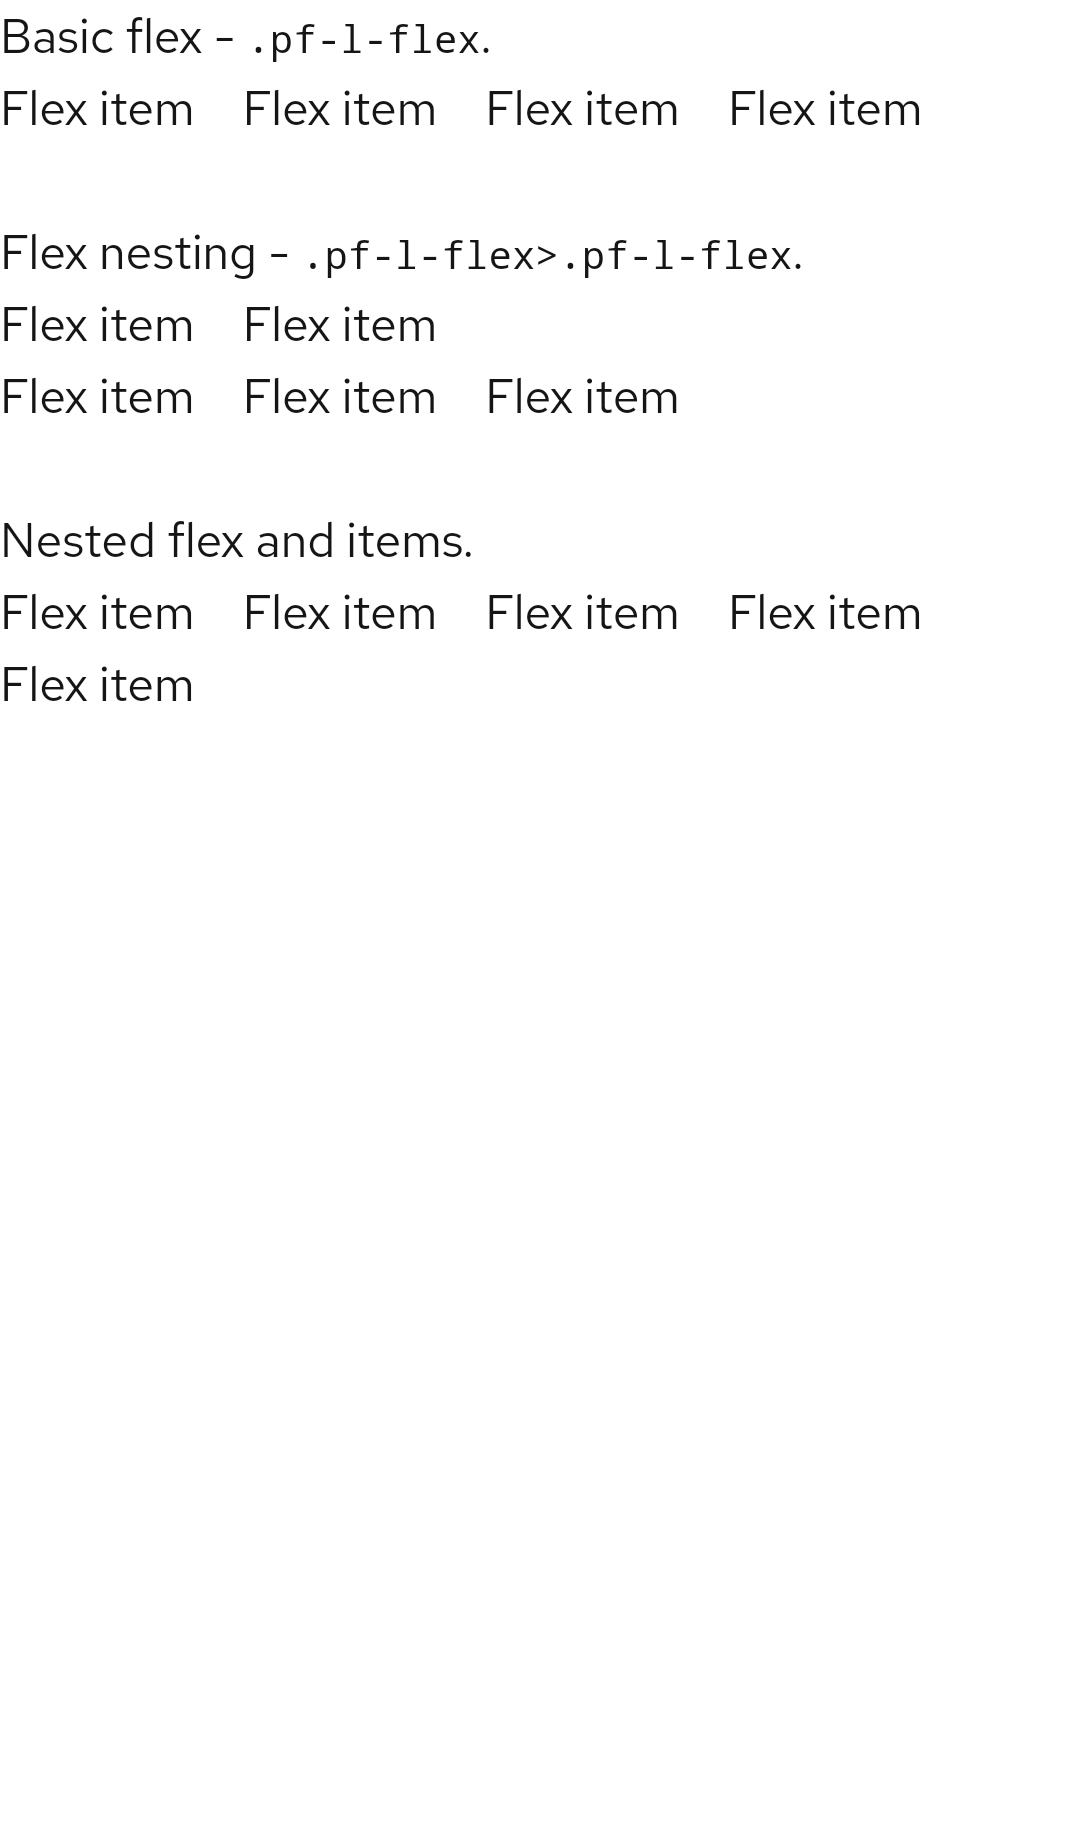 Basic flex - .pf-l-flex.
Flex item Flex item Flex item Flex item
Flex nesting - .pf-l-flex>.pf-l-flex.
Flex item Flex item
Flex item Flex item Flex item
Nested flex and items.
Flex item Flex item Flex item Flex item
Flex item